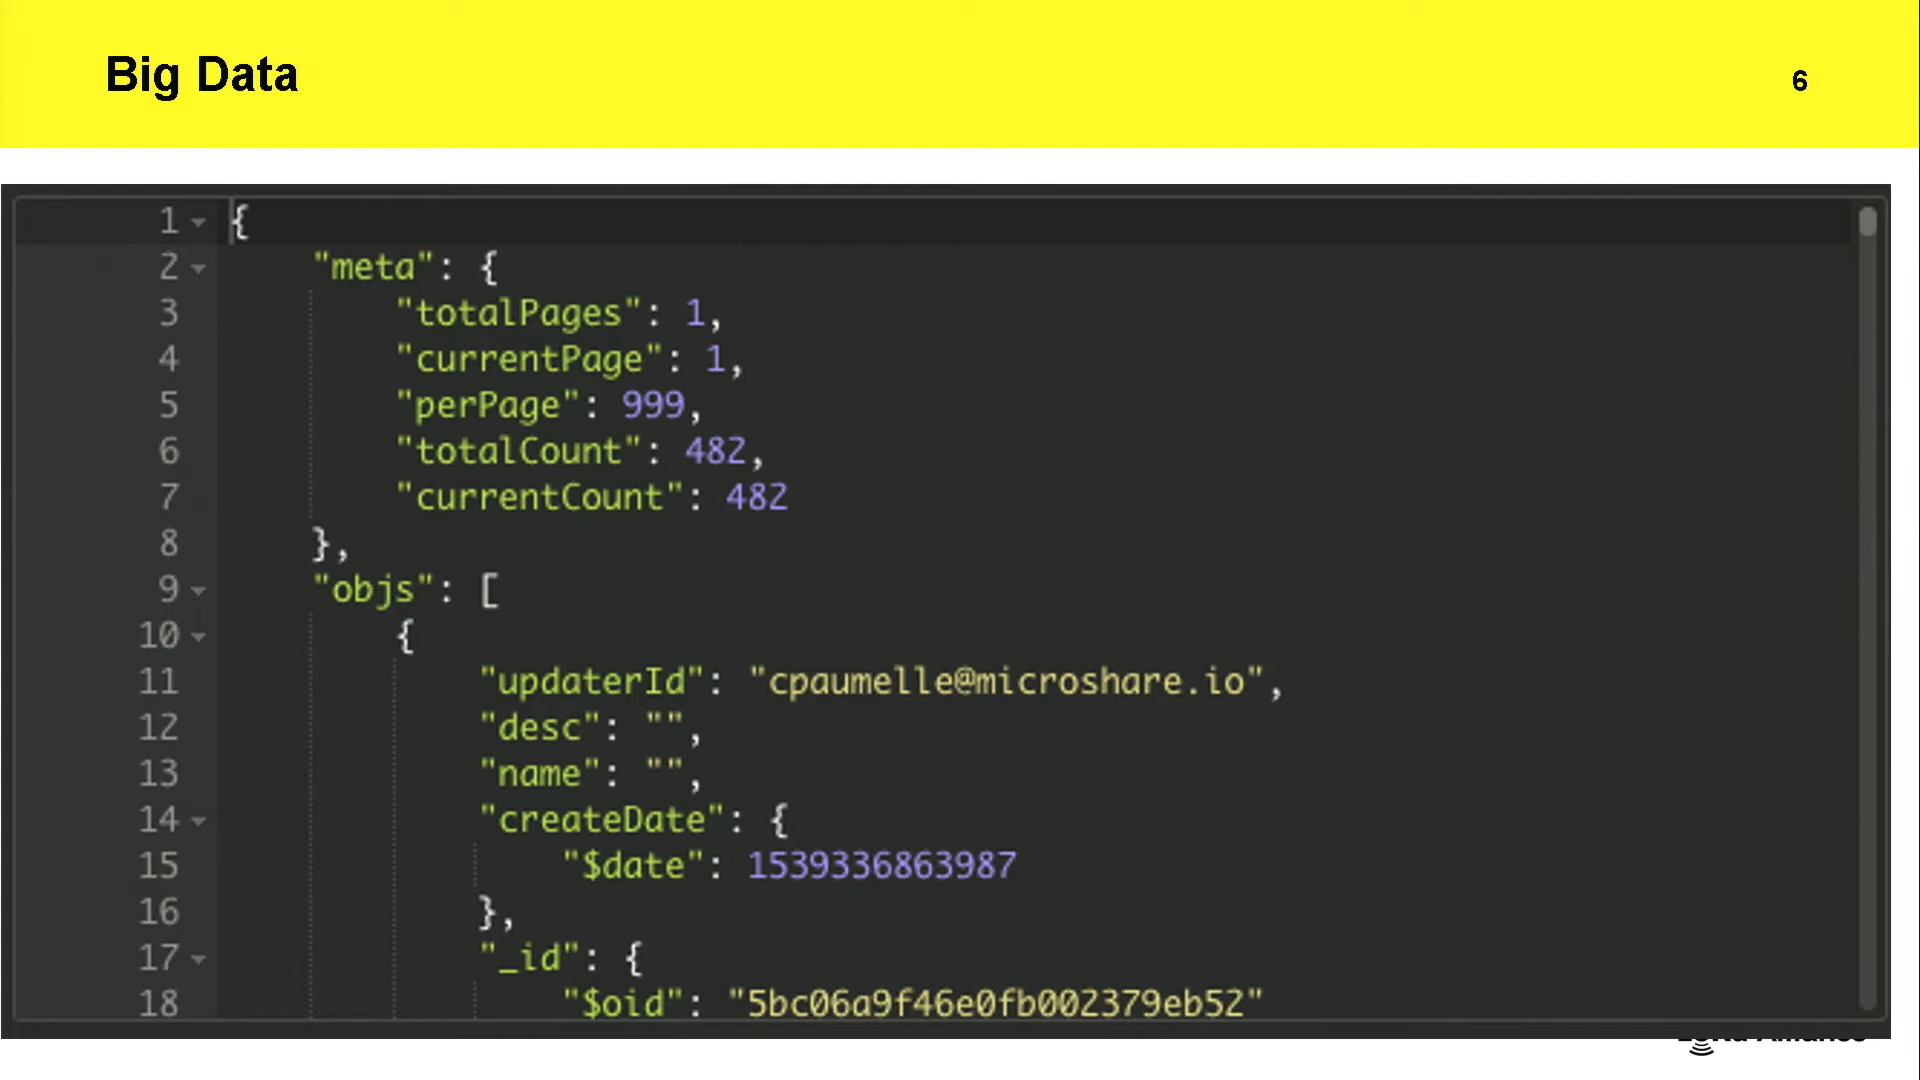 Big Data
6
1 {
2 "meta": {
3 "totalPages": 1,
4 "currentPage": 1,
5 "perPage": 999,
6 "totalCount": 482,
7 "currentCount": 482
8 },
9 "objs": [
10 {
11 "updaterId": "cpaumelle@microshare.io",
12 "desc": "",
13 "name": "",
14 "createDate": {
15 "$date": 1539336863987
16 },
17 "_id": {
18 "$oid": "5bc06a9f46e0fb002379eb52"